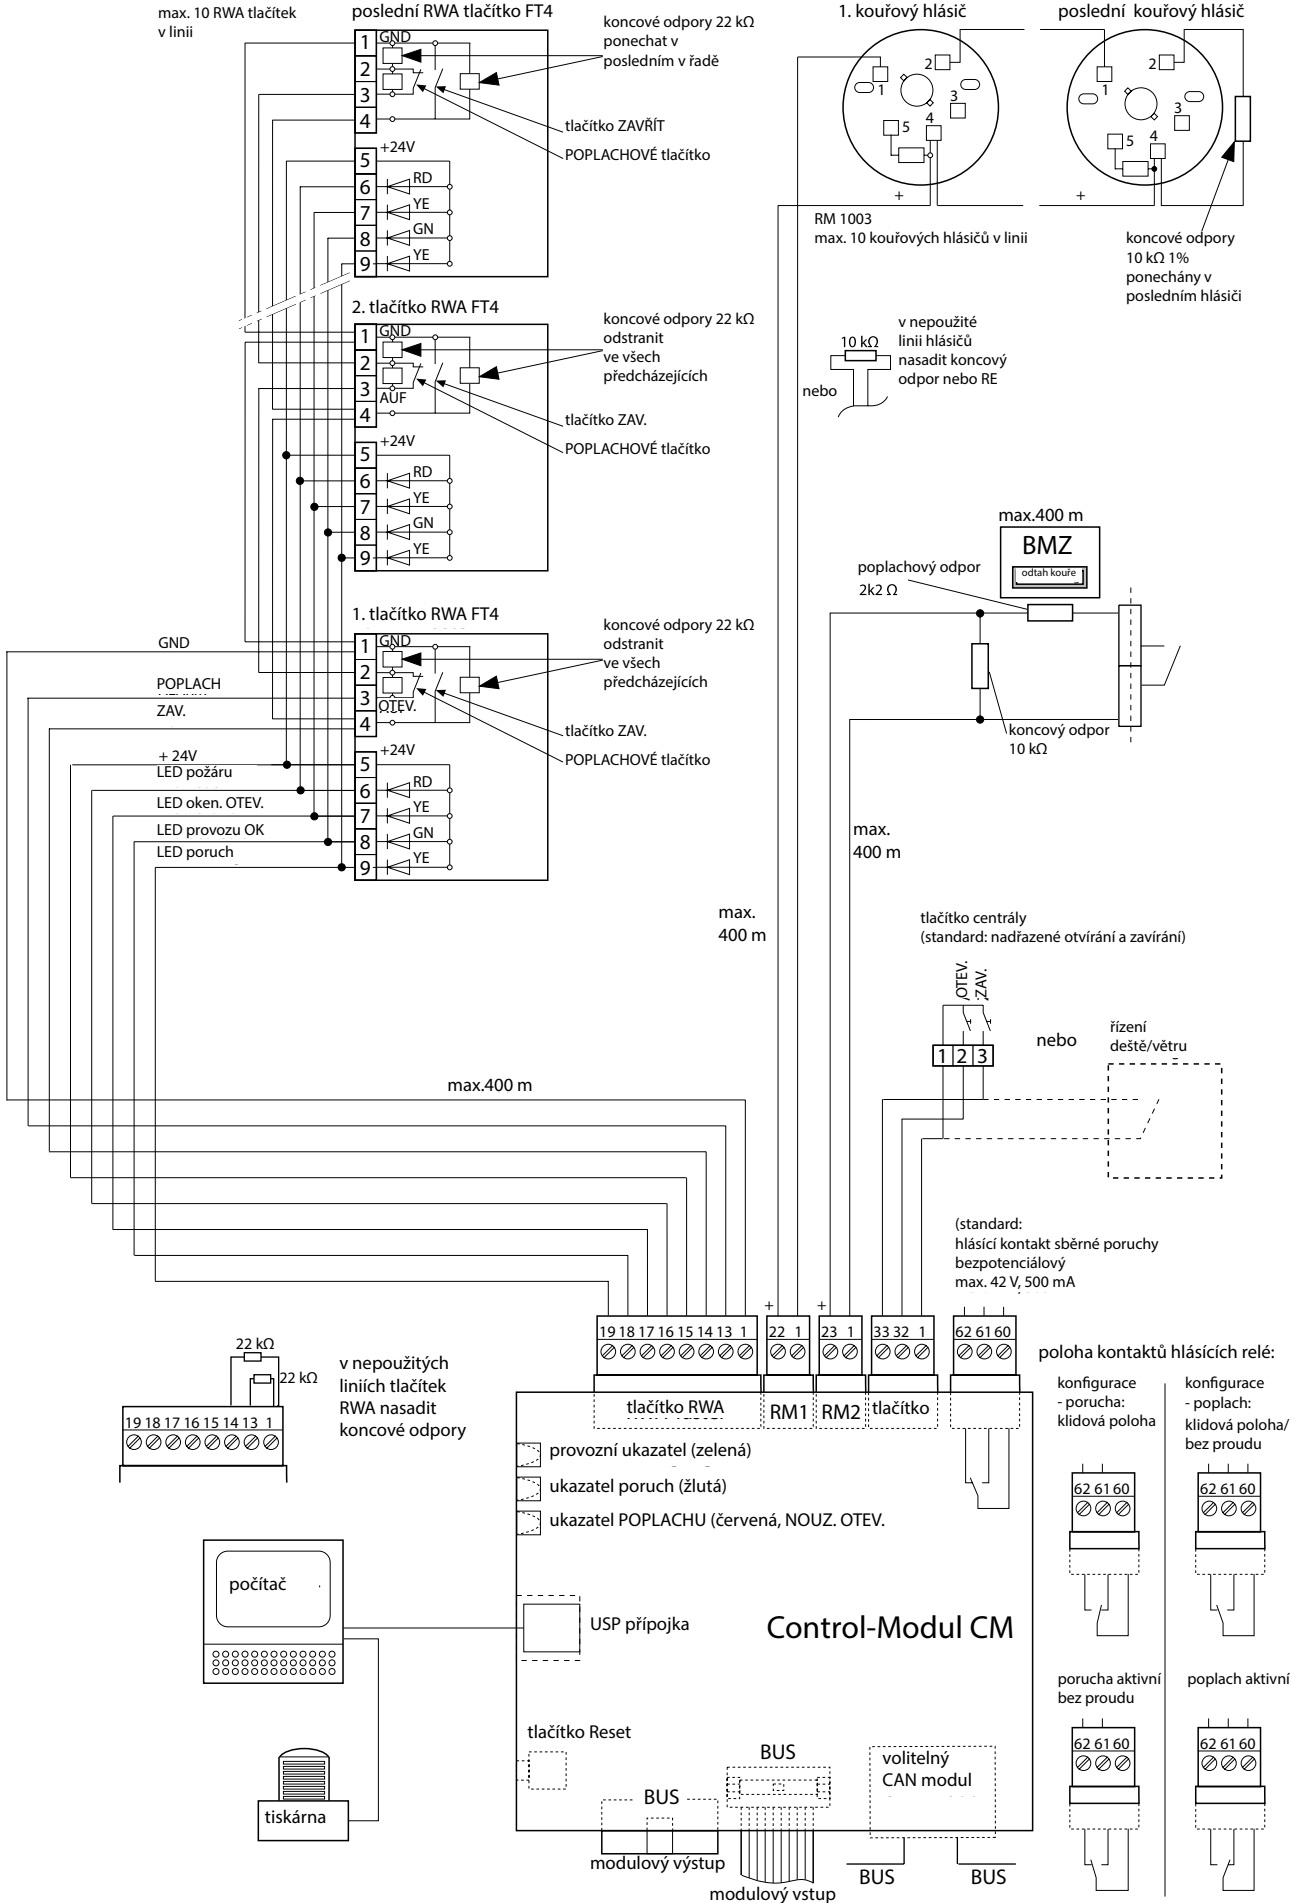 max. 10 RWA tlačítek
v linii
poslední RWA tlačítko FT4
1
GND
2
3
4
5
+24V
6
RD
7
YE
8
GN
9
YE
koncové odpory 22 kΩ
ponechat v
posledním v řadě
tlačítko ZAVŘÍT
POPLACHOVÉ tlačítko
1. kouřový hlásič
2
1
3
5
4
+
poslední kouřový hlásič
2
1
3
5
4
+
RM 1003
max. 10 kouřových hlásičů v linii
koncové odpory
10 kΩ 1%
ponechány v
posledním hlásiči
2. tlačítko RWA FT4
1
GND
2
3
AUF
4
5
+24V
6
RD
7
YE
8
GN
9
YE
koncové odpory 22 kΩ
odstranit
ve všech
předcházejících
tlačítko ZAV.
POPLACHOVÉ tlačítko
10 kΩ
nebo
v nepoužité
linii hlásičů
nasadit koncový
odpor nebo RE
max.400 m
BMZ
odtah kouře
poplachový odpor
2k2 Ω
koncový odpor
10 kΩ
1. tlačítko RWA FT4
1
GND
2
3
OTEV.
4
5
+24V
6
RD
7
YE
8
GN
9
YE
koncové odpory 22 kΩ
odstranit
ve všech
předcházejících
tlačítko ZAV.
POPLACHOVÉ tlačítko
GND
POPLACH
ZAV.
+ 24V
LED požáru
LED oken. OTEV.
LED provozu OK
LED poruch
max.
400 m
max.
400 m
tlačítko centrály
(standard: nadřazené otvírání a zavírání)
OTEV.
ZAV.
1 2 3
nebo
řízení
deště/větru
max.400 m
(standard:
hlásící kontakt sběrné poruchy
bezpotenciálový
max. 42 V, 500 mA
19 18 17 16 15 14 13 1
+
22 1
+
23 1
33 32 1
62 61 60
tlačítko RWA
RM1
RM2
tlačítko
22 kΩ
22 kΩ
19 18 17 16 15 14 13 1
v nepoužitých
liniích tlačítek
RWA nasadit
koncové odpory
provozní ukazatel (zelená)
ukazatel poruch (žlutá)
ukazatel POPLACHU (červená, NOUZ. OTEV.
počítač
USP přípojka
Control-Modul CM
tlačítko Reset
tiskárna
BUS
modulový výstup
BUS
modulový vstup
volitelný
CAN modul
BUS
BUS
poloha kontaktů hlásících relé:
konfigurace
- porucha:
klidová poloha
62 61 60
konfigurace
- poplach:
klidová poloha/
bez proudu
62 61 60
porucha aktivní
bez proudu
62 61 60
poplach aktivní
62 61 60